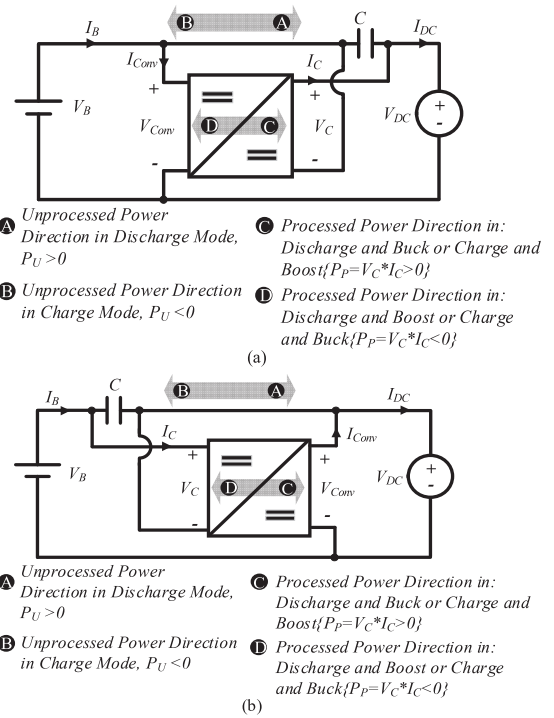 B A C
I_B I_DC
I_Conv I_C
+ +
V_B V_Conv D C V_C V_DC + -
- -
A Unprocessed Power
Direction in Discharge Mode,
P_U >0
B Unprocessed Power Direction
in Charge Mode, P_U <0
C Processed Power Direction in:
Discharge and Buck or Charge and
Boost{P_P=V_C*I_C>0}
D Processed Power Direction in:
Discharge and Boost or Charge
and Buck{P_P=V_C*I_C<0}
(a)
C B A
I_B I_DC
I_C I_Conv
+ +
V_B V_C D C V_Conv V_DC + -
- -
A Unprocessed Power
Direction in Discharge Mode,
P_U >0
B Unprocessed Power Direction
in Charge Mode, P_U <0
C Processed Power Direction in:
Discharge and Buck or Charge and
Boost{P_P=V_C*I_C>0}
D Processed Power Direction in:
Discharge and Boost or Charge
and Buck{P_P=V_C*I_C<0}
(b)